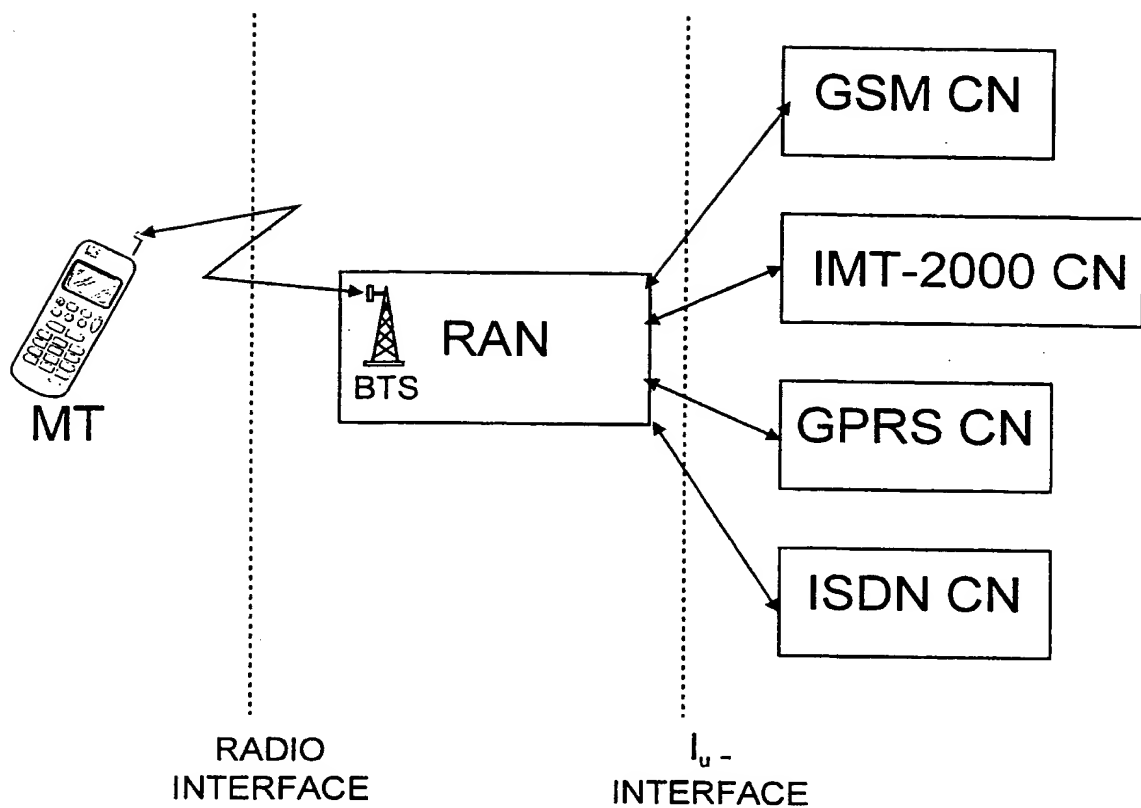 GSM CN
IMT-2000 CN
RAN
BTS
MT
GPRS CN
ISDN CN
RADIO
INTERFACE
Iu -
INTERFACE